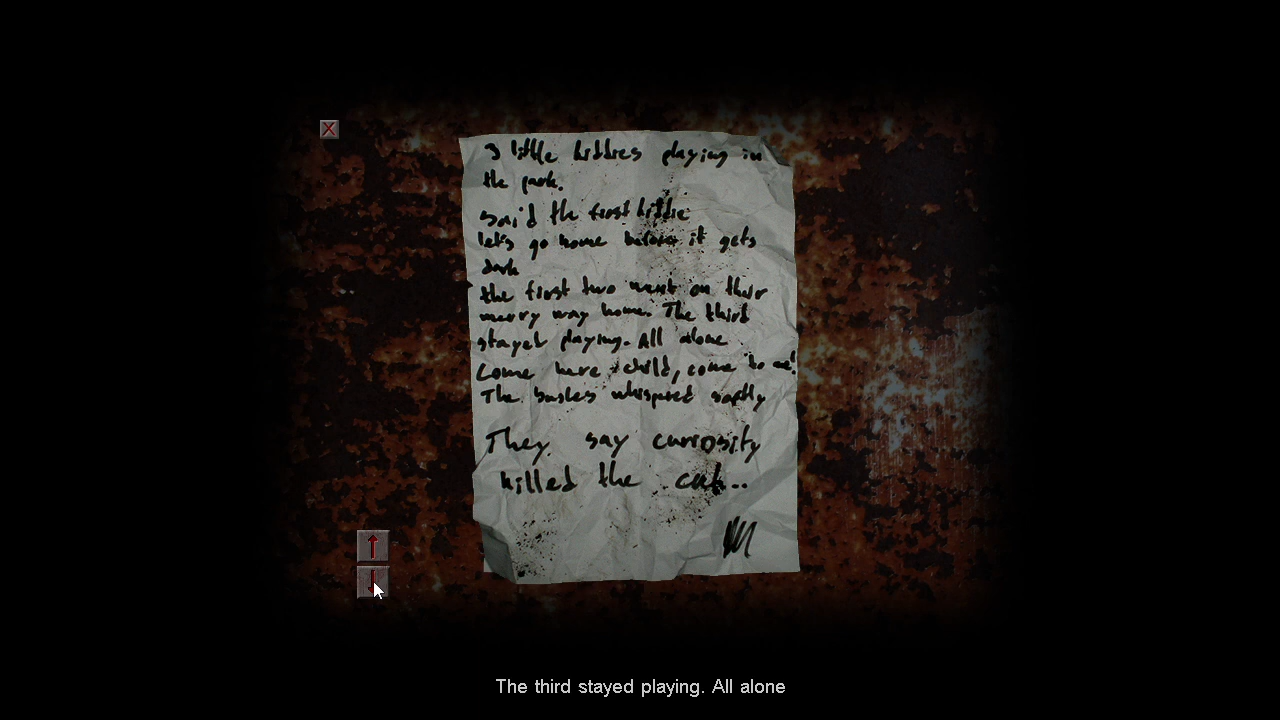 3 little kiddies playing in
the park.
said the first kiddie
let's go home before it gets
dark
the first two went on their
merry way home. The third
stayed playing. All alone
Come here child, come to me!
The bushes whispered softly
They say curiosity
killed the cat..
The third stayed playing. All alone